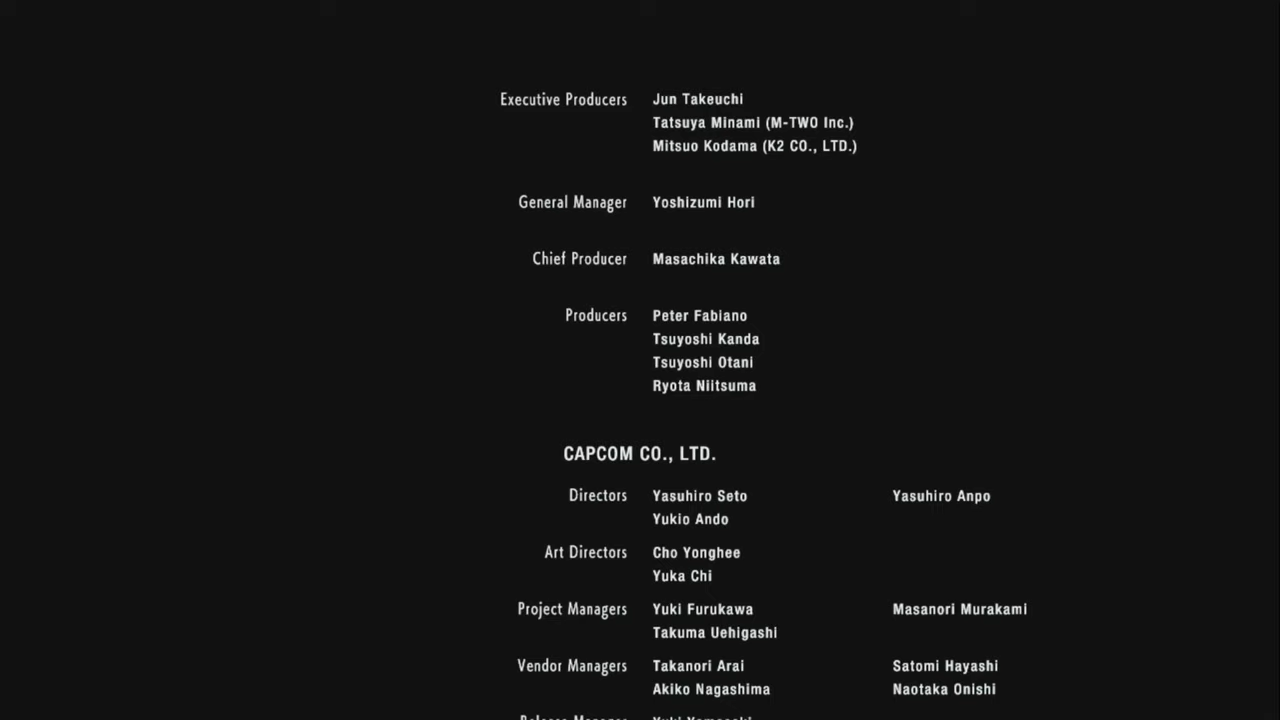 Executive Producers Jun Takeuchi
Tatsuya Minami (M-TWO Inc.)
Mitsuo Kodama (K2 CO., LTD.)
General Manager Yoshizumi Hori
Chief Producer Masachika Kawata
Producers Peter Fabiano
Tsuyoshi Kanda
Tsuyoshi Otani
Ryota Niitsuma
CAPCOM CO., LTD.
Directors Yasuhiro Seto Yasuhiro Anpo
Yukio Ando
Art Directors Cho Yonghee
Yuka Chi
Project Managers Yuki Furukawa Masanori Murakami
Takuma Uehigashi
Vendor Managers Takanori Arai Satomi Hayashi
Akiko Nagashima Naotaka Onishi